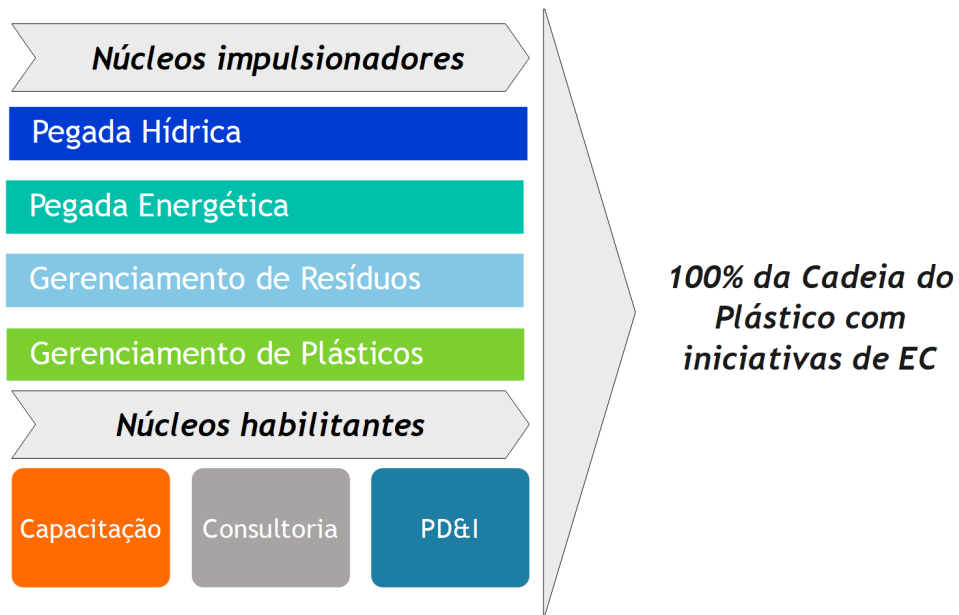 Núcleos impulsionadores
Pegada Hídrica
Pegada Energética
Gerenciamento de Resíduos
Gerenciamento de Plásticos
Núcleos habilitantes
Capacitação
Consultoria
PD&I
100% da Cadeia do
Plástico com
iniciativas de EC